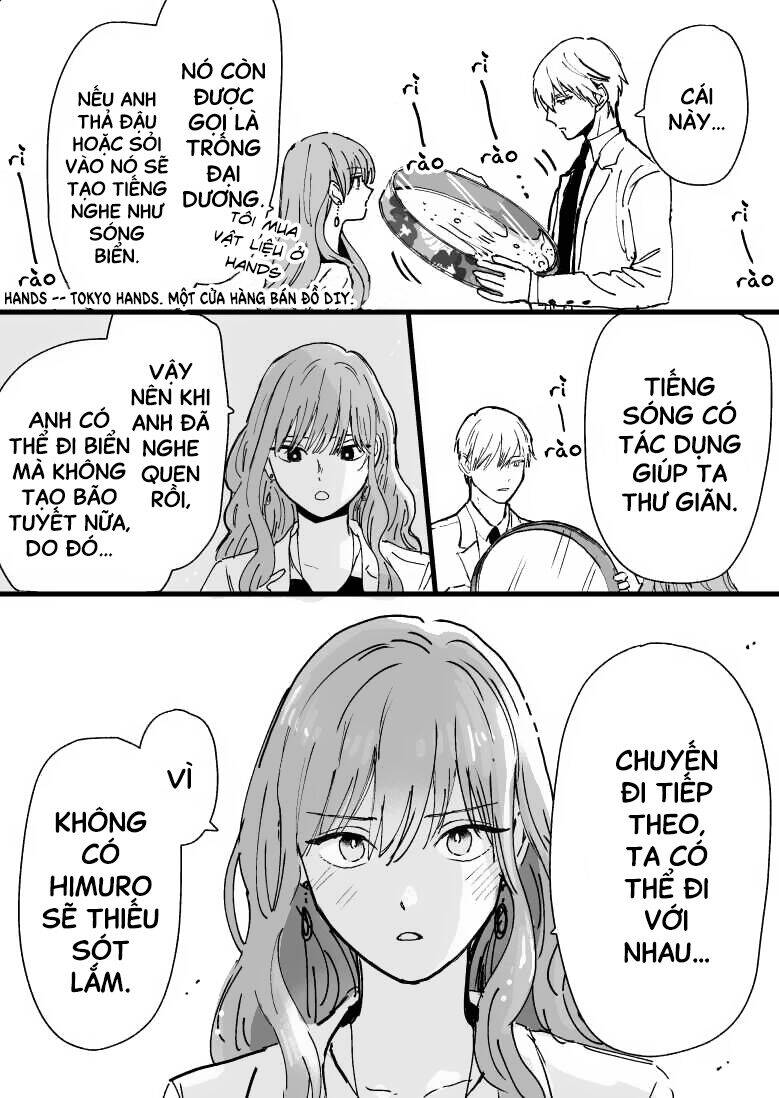 CÁI
NÀY...
rì
rào
rì
rào
rì
rào
NÓ CÒN
ĐƯỢC
GỌI LÀ
TRỐNG
ĐẠI
DƯƠNG.
NẾU ANH
THẢ ĐẬU
HOẶC SỎI
VÀO NÓ SẼ
TẠO TIẾNG
NGHE NHƯ
SÓNG
BIỂN.
TÔI MUA
VẬT LIỆU Ở
HANDS
rì
rào
HANDS -- TOKYO HANDS. MỘT CỬA HÀNG BÁN ĐỒ DIY.
TIẾNG
SÓNG CÓ
TÁC DỤNG
GIÚP TA
THƯ GIÃN.
rì
rào
VẬY
NÊN KHI
ANH ĐÃ
NGHE
QUEN
RỒI,
ANH CÓ
THỂ ĐI BIỂN
MÀ KHÔNG
TẠO BÃO
TUYẾT NỮA,
DO ĐÓ...
CHUYẾN
ĐI TIẾP
THEO,
TA CÓ
THỂ ĐI
VỚI
NHAU...
VÌ
KHÔNG
CÓ
HIMURO
SẼ THIẾU
SÓT
LẮM.